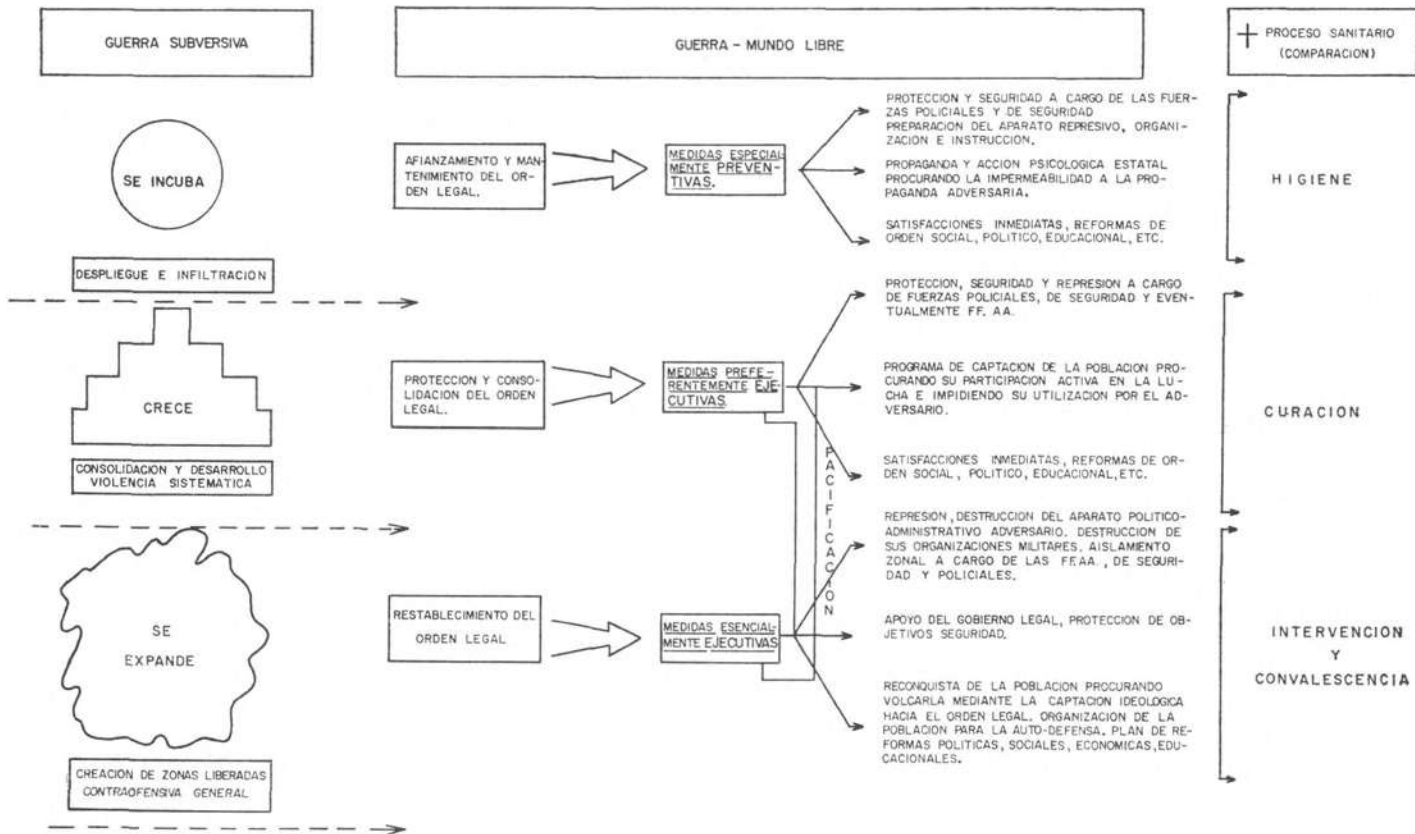 GUERRA SUBVERSIVA
GUERRA - MUNDO LIBRE
PROCESO SANITARIO
(COMPARACION)
SE INCUBA
DESPLIEGUE E INFILTRACION
AFIANZAMIENTO Y MAN-
TENIMIENTO DEL OR-
DEN LEGAL.
MEDIDAS ESPECIAL-
MENTE PREVEN-
TIVAS.
PROTECCION Y SEGURIDAD A CARGO DE LAS FUER-
ZAS POLICIALES Y DE SEGURIDAD
PREPARACION DEL APARATO REPRESIVO, ORGANI-
ZACION E INSTRUCCION.
PROPAGANDA Y ACCION PSICOLOGICA ESTATAL
PROCURANDO LA IMPERMEABILIDAD A LA PRO-
PAGANDA ADVERSARIA.
SATISFACCIONES INMEDIATAS, REFORMAS DE
ORDEN SOCIAL, POLITICO, EDUCACIONAL, ETC.
HIGIENE
CRECE
CONSOLIDACION Y DESARROLLO
VIOLENCIA SISTEMATICA
PROTECCION Y CONSO-
LIDACION DEL ORDEN
LEGAL.
MEDIDAS PREFE-
RENTEMENTE EJE-
CUTIVAS.
PROTECCION, SEGURIDAD Y REPRESION A CARGO
DE FUERZAS POLICIALES, DE SEGURIDAD Y EVEN-
TUALMENTE FF. AA.
PROGRAMA DE CAPTACION DE LA POBLACION PRO-
CURANDO SU PARTICIPACION ACTIVA EN LA LU-
CHA E IMPIDIENDO SU UTILIZACION POR EL AD-
VERSARIO.
SATISFACCIONES INMEDIATAS, REFORMAS DE OR-
DEN SOCIAL, POLITICO, EDUCACIONAL, ETC.
CURACION
PACIFICACION
SE
EXPANDE
CREACION DE ZONAS LIBERADAS
CONTRAOFENSIVA GENERAL
RESTABLECIMIENTO DEL
ORDEN LEGAL
MEDIDAS ESENCIAL-
MENTE EJECUTIVAS
REPRESION, DESTRUCCION DEL APARATO POLITICO-
ADMINISTRATIVO ADVERSARIO. DESTRUCCION DE
SUS ORGANIZACIONES MILITARES. AISLAMIENTO
ZONAL A CARGO DE LAS FF.AA., DE SEGURI-
DAD Y POLICIALES.
APOYO DEL GOBIERNO LEGAL, PROTECCION DE OB-
JETIVOS SEGURIDAD.
RECONQUISTA DE LA POBLACION PROCURANDO
VOLCARLA MEDIANTE LA CAPTACION IDEOLOGICA
HACIA EL ORDEN LEGAL. ORGANIZACION DE LA
POBLACION PARA LA AUTO-DEFENSA. PLAN DE RE-
FORMAS POLITICAS, SOCIALES, ECONOMICAS, EDU-
CACIONALES.
INTERVENCION
Y
CONVALESCENCIA